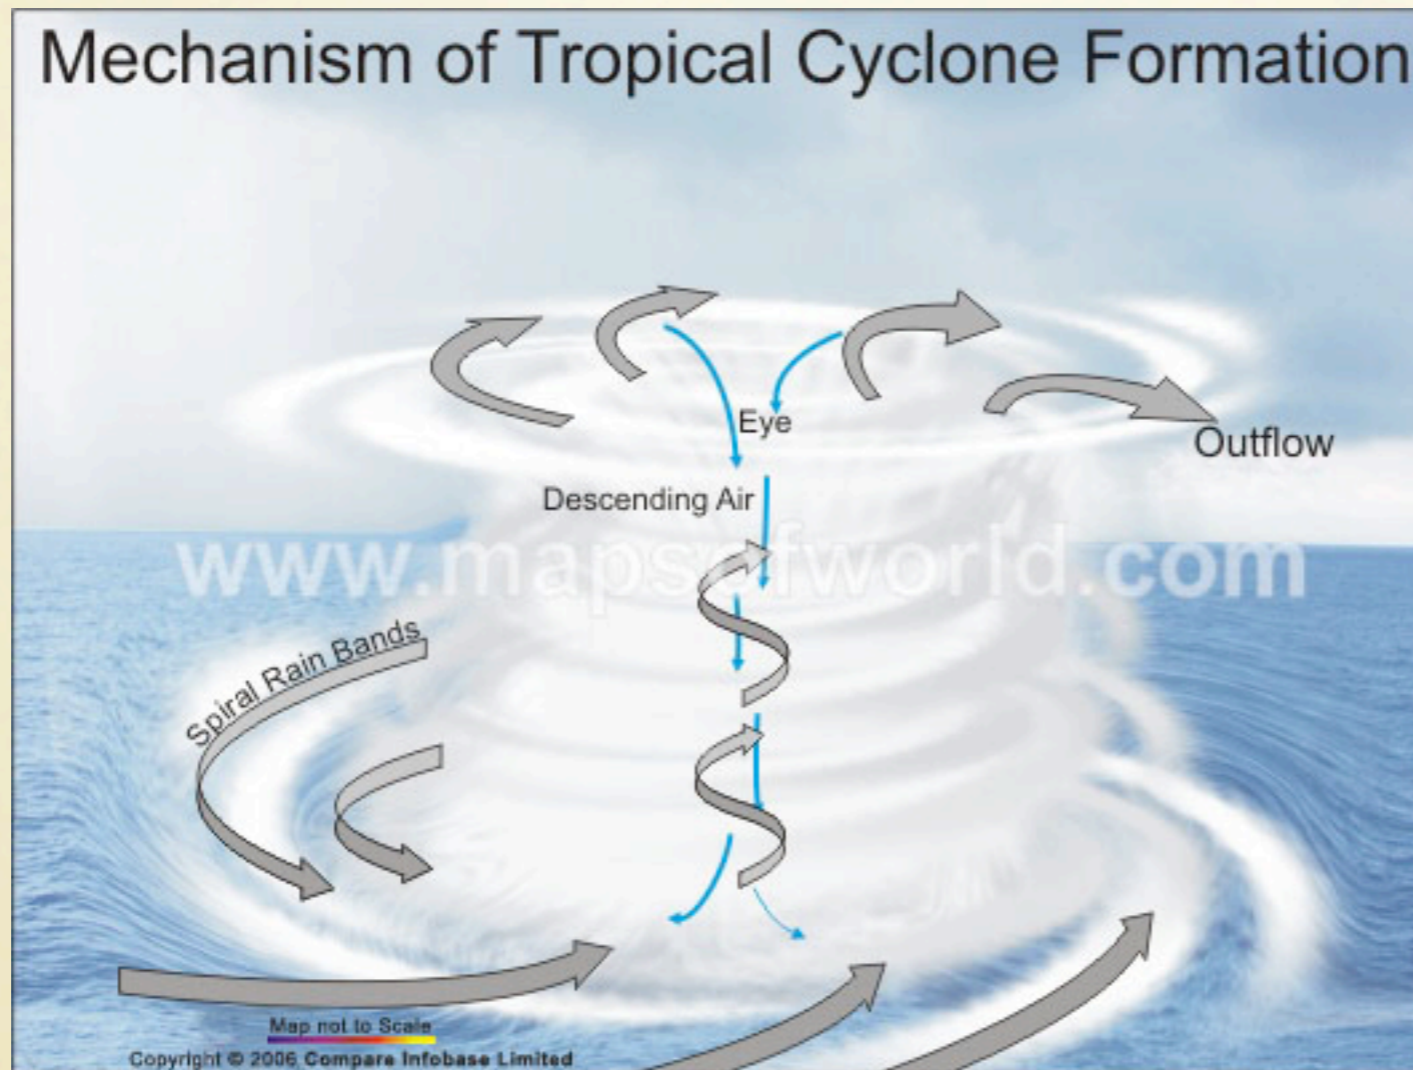 Mechanism of Tropical Cyclone Formation
Eye
Outflow
Descending Air
www.mapsofworld.com
Spiral Rain Bands
Map not to Scale
Copyright © 2006 Compare Infobase Limited